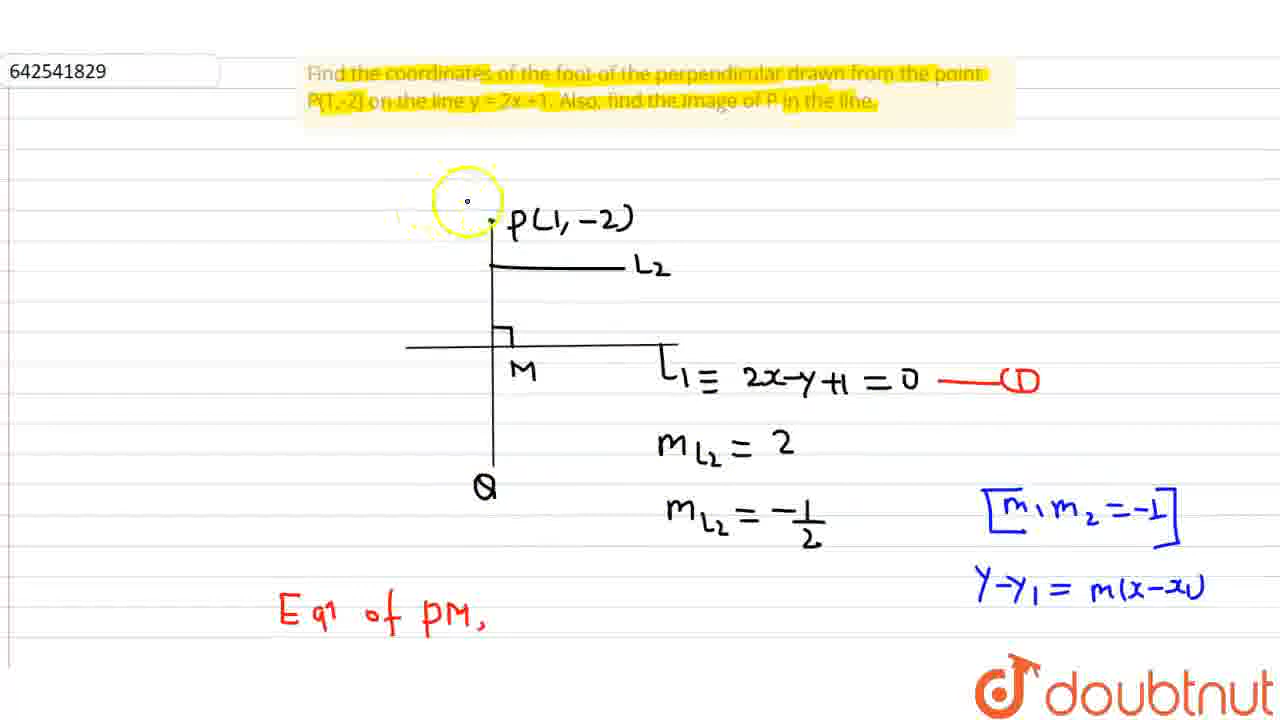 642541829
Find the coordinates of the foot of the perpendicular drawn from the point
P(1,-2) on the line y = 2x +1. Also, find the image of P in the line.
P(1, -2)
L2
M
L1 ≡ 2x-y+1 = 0 —(1)
mL2 = 2
Q
mL2 = -1/2
[m1 m2 = -1]
y-y1 = m(x-x1)
Eqn of PM,
doubtnut